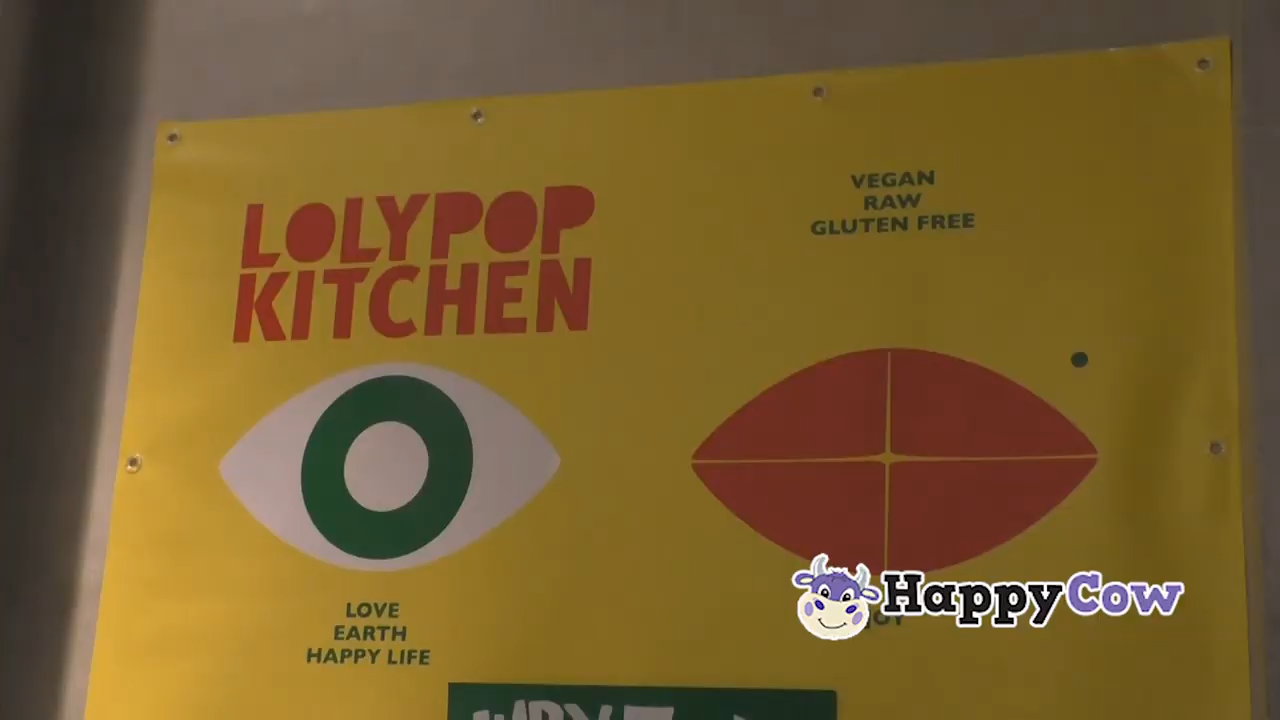 LOLYPOP
KITCHEN
VEGAN
RAW
GLUTEN FREE
LOVE
EARTH
HAPPY LIFE
HappyCow